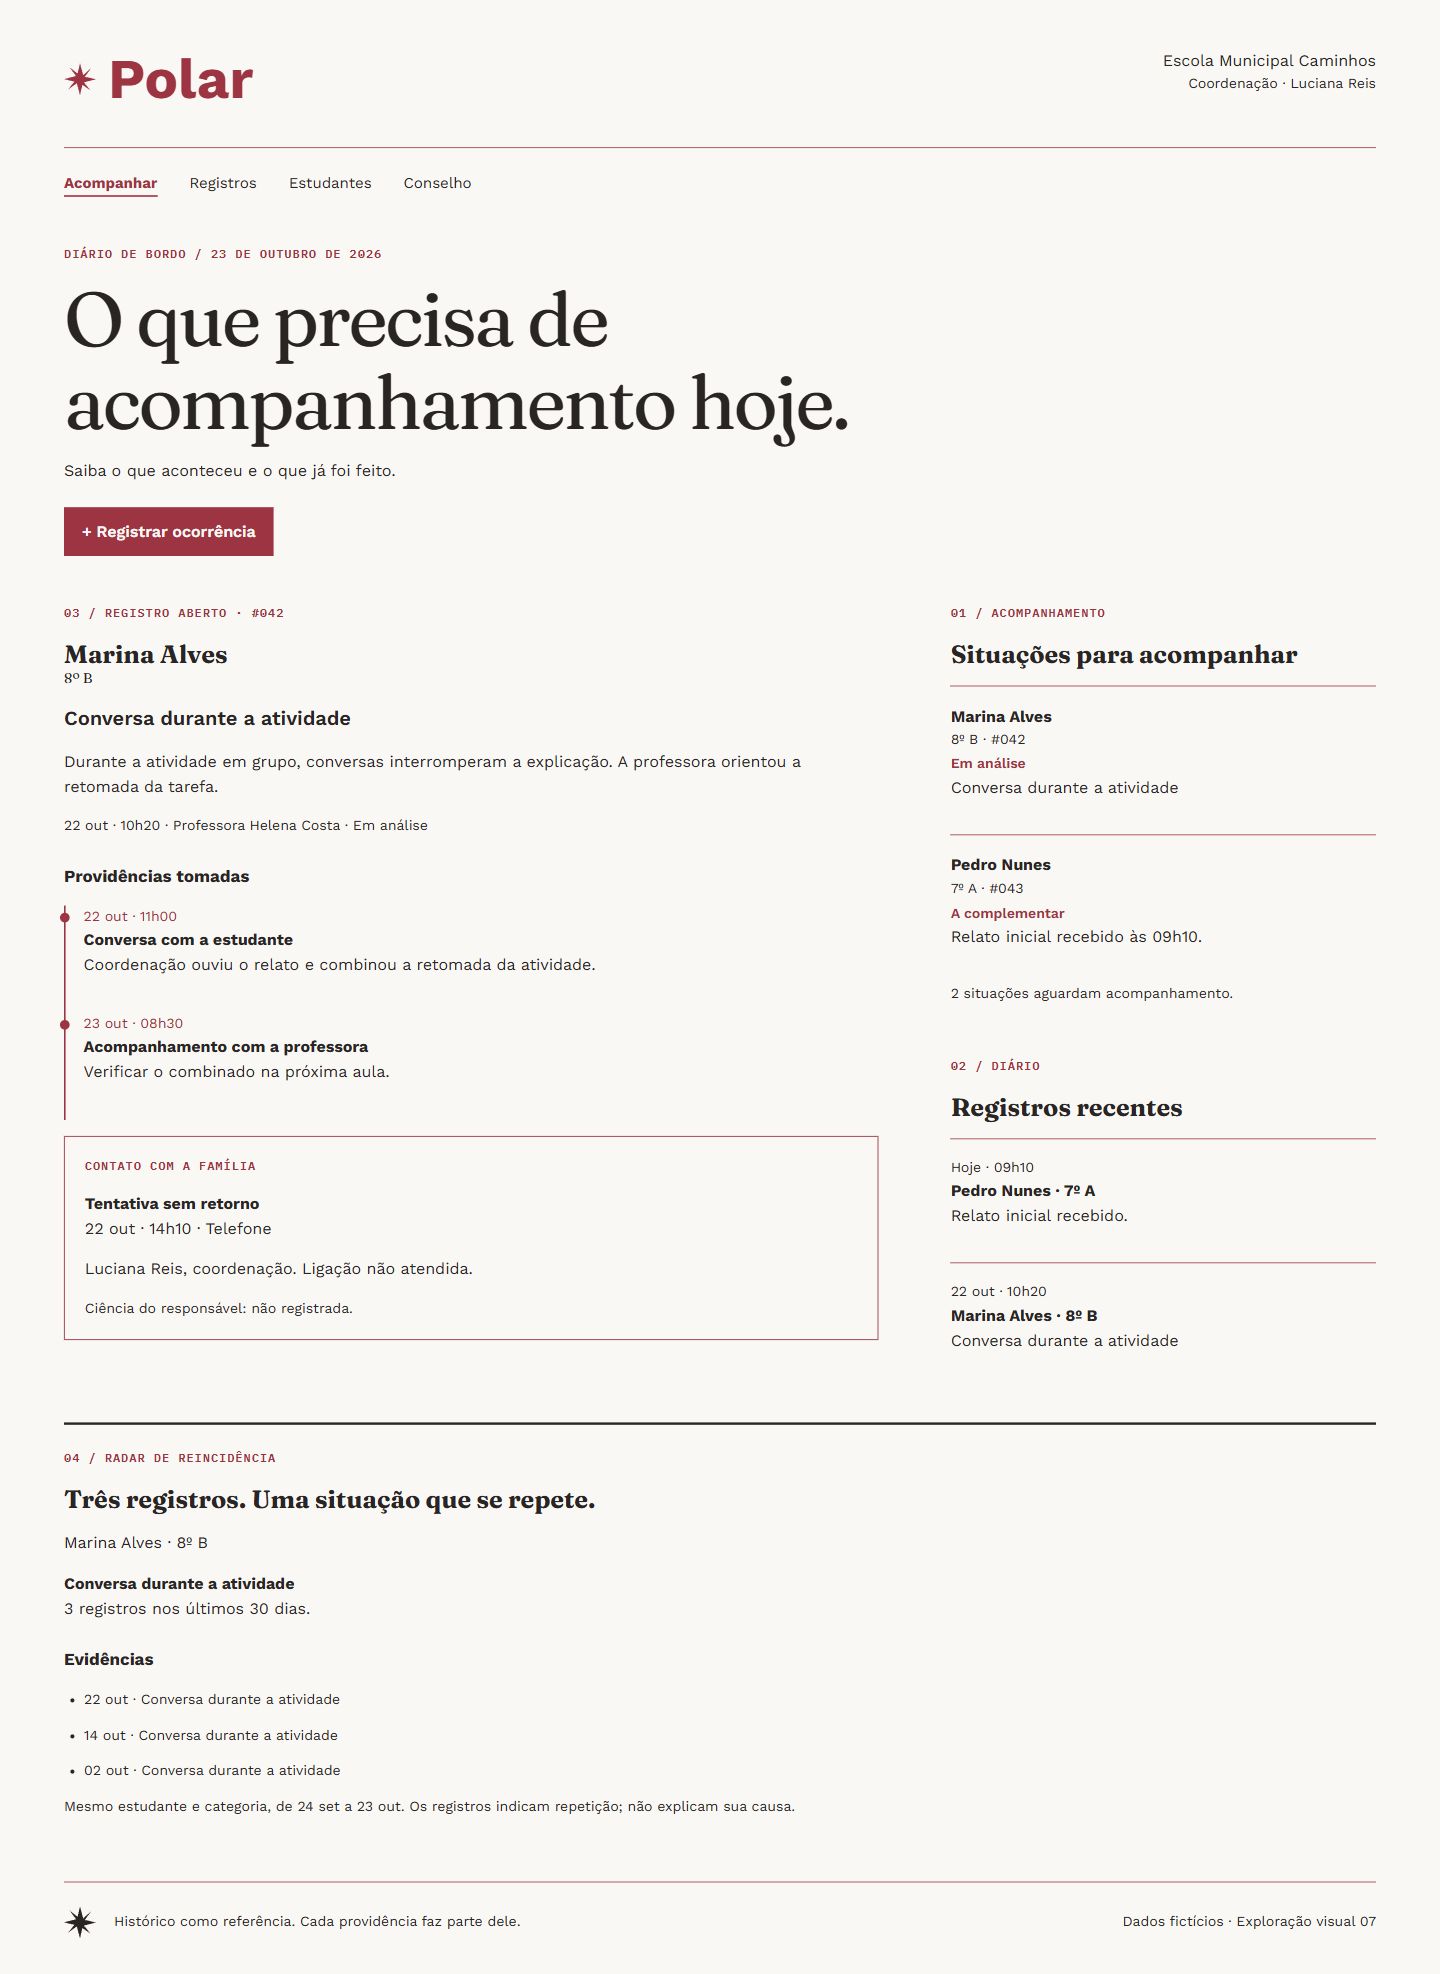 Polar
Escola Municipal Caminhos
Coordenação · Luciana Reis
Acompanhar Registros Estudantes Conselho
DIÁRIO DE BORDO / 23 DE OUTUBRO DE 2026
O que precisa de
acompanhamento hoje.
Saiba o que aconteceu e o que já foi feito.
+ Registrar ocorrência
03 / REGISTRO ABERTO · #042
Marina Alves
8º B
Conversa durante a atividade
Durante a atividade em grupo, conversas interromperam a explicação. A professora orientou a
retomada da tarefa.
22 out · 10h20 · Professora Helena Costa · Em análise
Providências tomadas
22 out · 11h00
Conversa com a estudante
Coordenação ouviu o relato e combinou a retomada da atividade.
23 out · 08h30
Acompanhamento com a professora
Verificar o combinado na próxima aula.
CONTATO COM A FAMÍLIA
Tentativa sem retorno
22 out · 14h10 · Telefone
Luciana Reis, coordenação. Ligação não atendida.
Ciência do responsável: não registrada.
01 / ACOMPANHAMENTO
Situações para acompanhar
Marina Alves
8º B · #042
Em análise
Conversa durante a atividade
Pedro Nunes
7º A · #043
A complementar
Relato inicial recebido às 09h10.
2 situações aguardam acompanhamento.
02 / DIÁRIO
Registros recentes
Hoje · 09h10
Pedro Nunes · 7º A
Relato inicial recebido.
22 out · 10h20
Marina Alves · 8º B
Conversa durante a atividade
04 / RADAR DE REINCIDÊNCIA
Três registros. Uma situação que se repete.
Marina Alves · 8º B
Conversa durante a atividade
3 registros nos últimos 30 dias.
Evidências
• 22 out · Conversa durante a atividade
• 14 out · Conversa durante a atividade
• 02 out · Conversa durante a atividade
Mesmo estudante e categoria, de 24 set a 23 out. Os registros indicam repetição; não explicam sua causa.
Histórico como referência. Cada providência faz parte dele.
Dados fictícios · Exploração visual 07